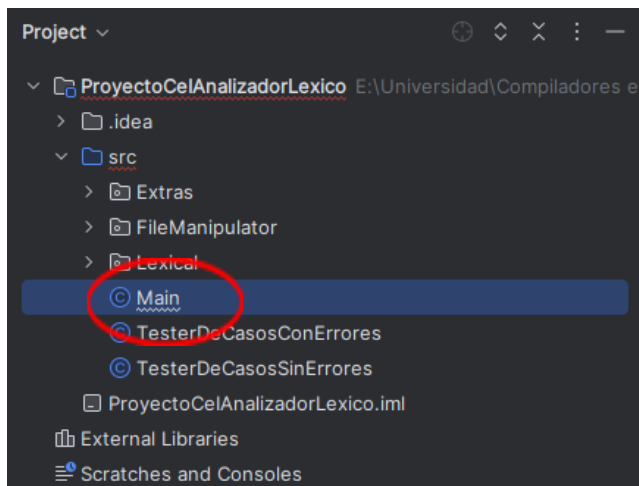 Project
ProyectoCelAnalizadorLexico E:\Universidad\Compiladores e
.idea
src
Extras
FileManipulator
Lexical
Main
TesterDeCasosConErrores
TesterDeCasosSinErrores
ProyectoCelAnalizadorLexico.iml
External Libraries
Scratches and Consoles